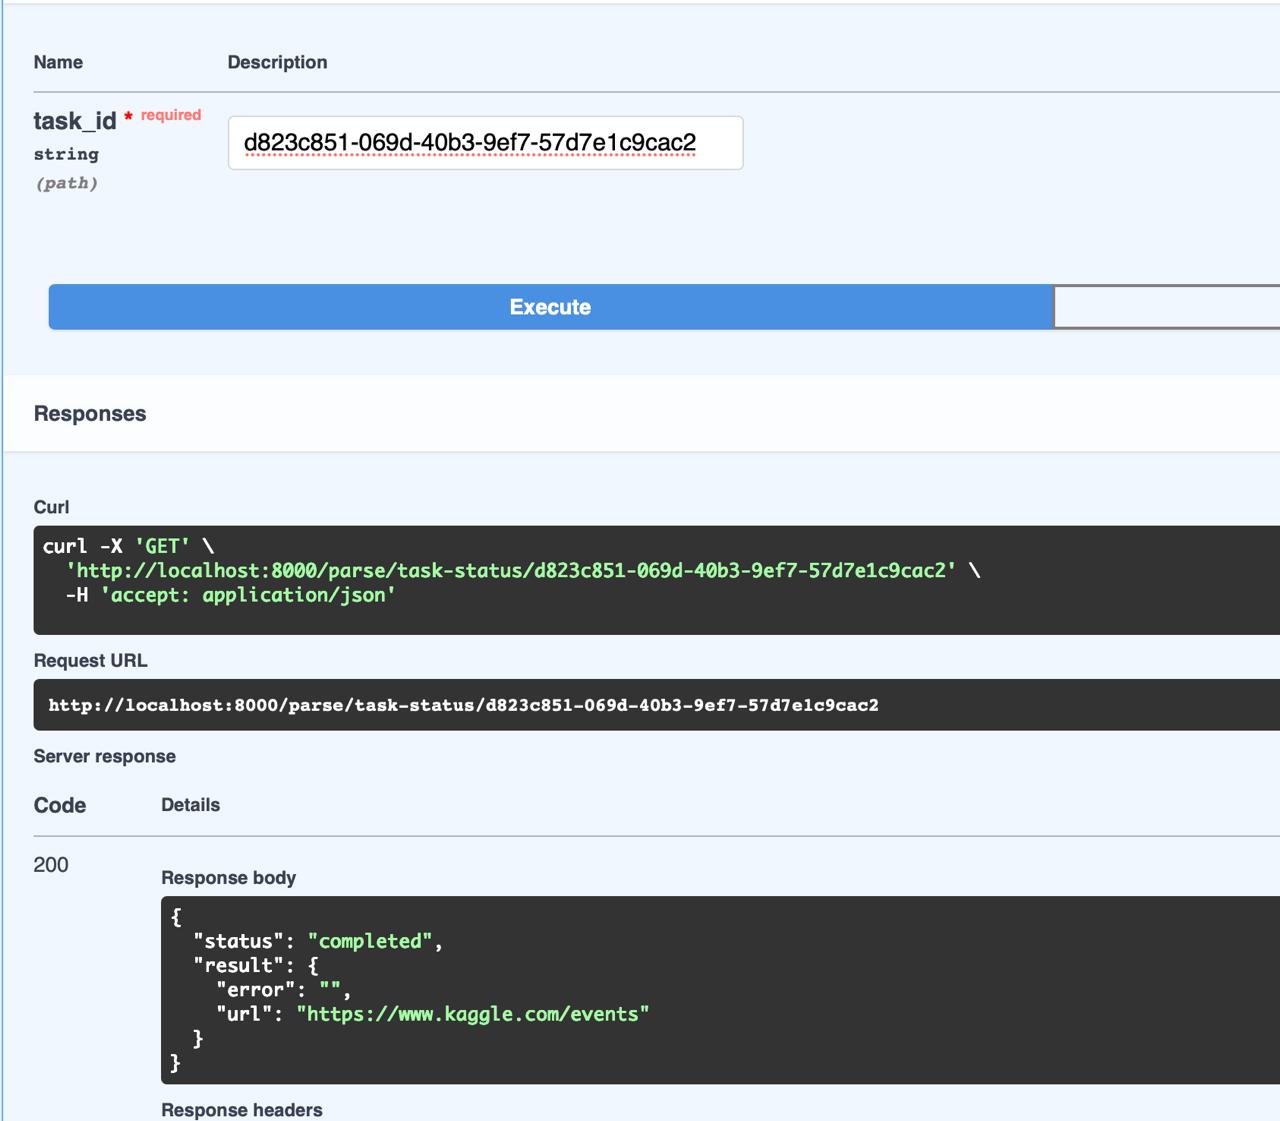 Name Description
task_id * required
d823c851-069d-40b3-9ef7-57d7e1c9cac2
string
(path)
Execute
Responses
Curl
curl -X 'GET' \
'http://localhost:8000/parse/task-status/d823c851-069d-40b3-9ef7-57d7e1c9cac2' \
-H 'accept: application/json'
Request URL
http://localhost:8000/parse/task-status/d823c851-069d-40b3-9ef7-57d7e1c9cac2
Server response
Code Details
200
Response body
{
"status": "completed",
"result": {
"error": "",
"url": "https://www.kaggle.com/events"
}
}
Response headers